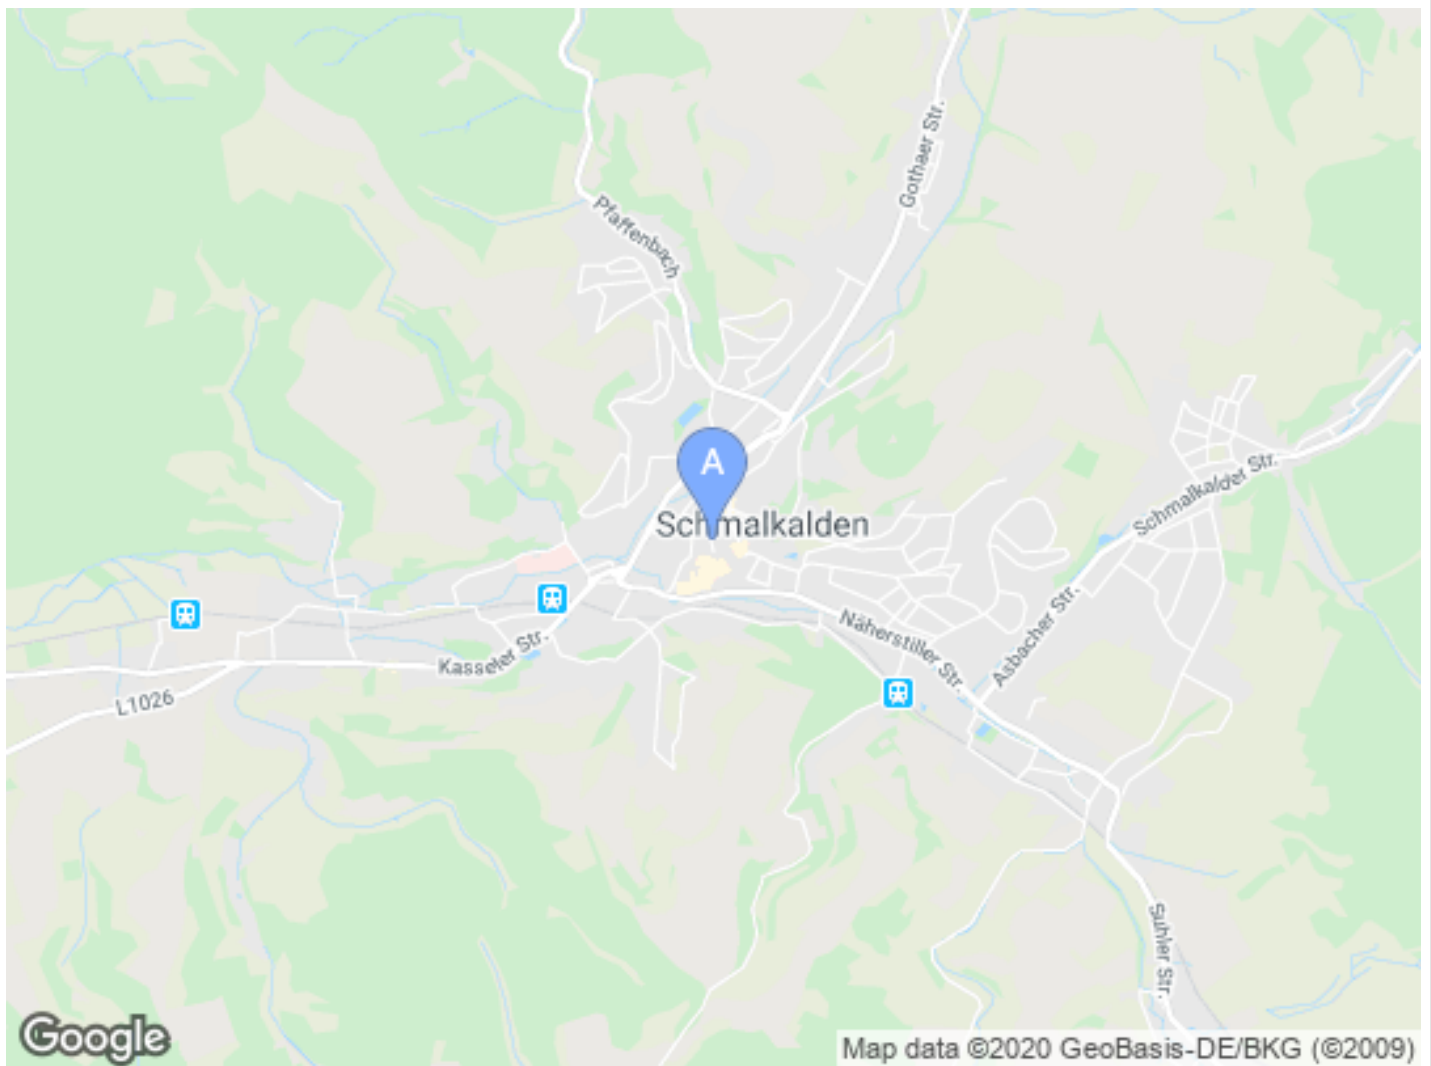 Gothaer Str.
Pfaffenbach
A
Schmalkalden
Schmalkalder Str.
Asbacher Str.
Näherstiller Str.
Kasseler Str.
L1026
Suhler Str.
Google
Map data ©2020 GeoBasis-DE/BKG (©2009)